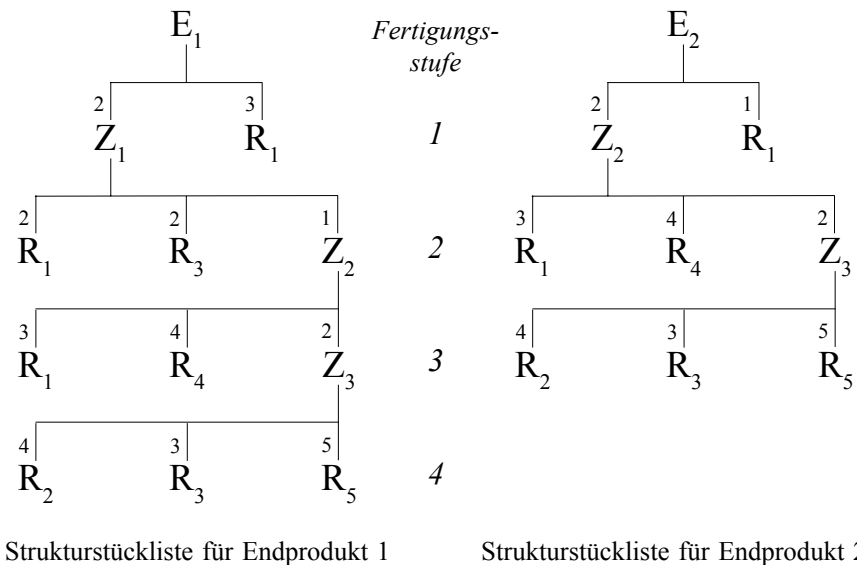 E1 Fertigungs- E2
stufe
2 3 2 1
Z1 R1 1 Z2 R1
2 2 1 3 4 2
R1 R3 Z2 2 R1 R4 Z3
3 4 2 4 3 5
R1 R4 Z3 3 R2 R3 R5
4 3 5
R2 R3 R5 4
Strukturstückliste für Endprodukt 1 Strukturstückliste für Endprodukt 2